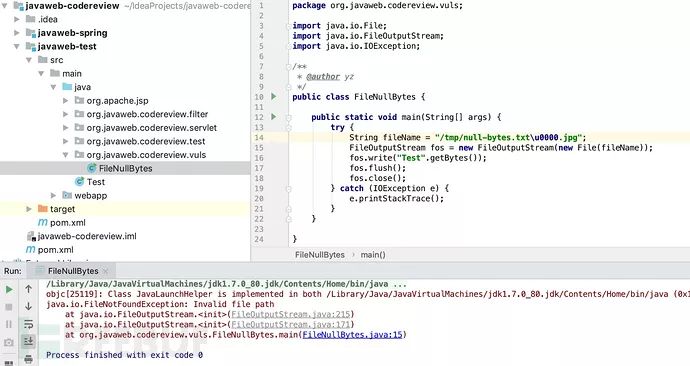 javaweb-codereview ~/IdeaProjects/javaweb-codere
.idea
javaweb-spring
javaweb-test
src
main
java
org.apache.jsp
org.javaweb.codereview.filter
org.javaweb.codereview.servlet
org.javaweb.codereview.test
org.javaweb.codereview.vuls
FileNullBytes
Test
webapp
target
pom.xml
javaweb-codereview.iml
pom.xml
1 package org.javaweb.codereview.vuls;
2
3 import java.io.File;
4 import java.io.FileOutputStream;
5 import java.io.IOException;
6
7 /**
8 * @author yz
9 */
10 public class FileNullBytes {
11
12 public static void main(String[] args) {
13 try {
14 String fileName = "/tmp/null-bytes.txt\u0000.jpg";
15 FileOutputStream fos = new FileOutputStream(new File(fileName));
16 fos.write("Test".getBytes());
17 fos.flush();
18 fos.close();
19 } catch (IOException e) {
20 e.printStackTrace();
21 }
22 }
23
24 }
FileNullBytes › main()
Run: FileNullBytes ×
/Library/Java/JavaVirtualMachines/jdk1.7.0_80.jdk/Contents/Home/bin/java ...
objc[25119]: Class JavaLaunchHelper is implemented in both /Library/Java/JavaVirtualMachines/jdk1.7.0_80.jdk/Contents/Home/bin/java (0x1
java.io.FileNotFoundException: Invalid file path
at java.io.FileOutputStream.<init>(FileOutputStream.java:215)
at java.io.FileOutputStream.<init>(FileOutputStream.java:171)
at org.javaweb.codereview.vuls.FileNullBytes.main(FileNullBytes.java:15)
Process finished with exit code 0